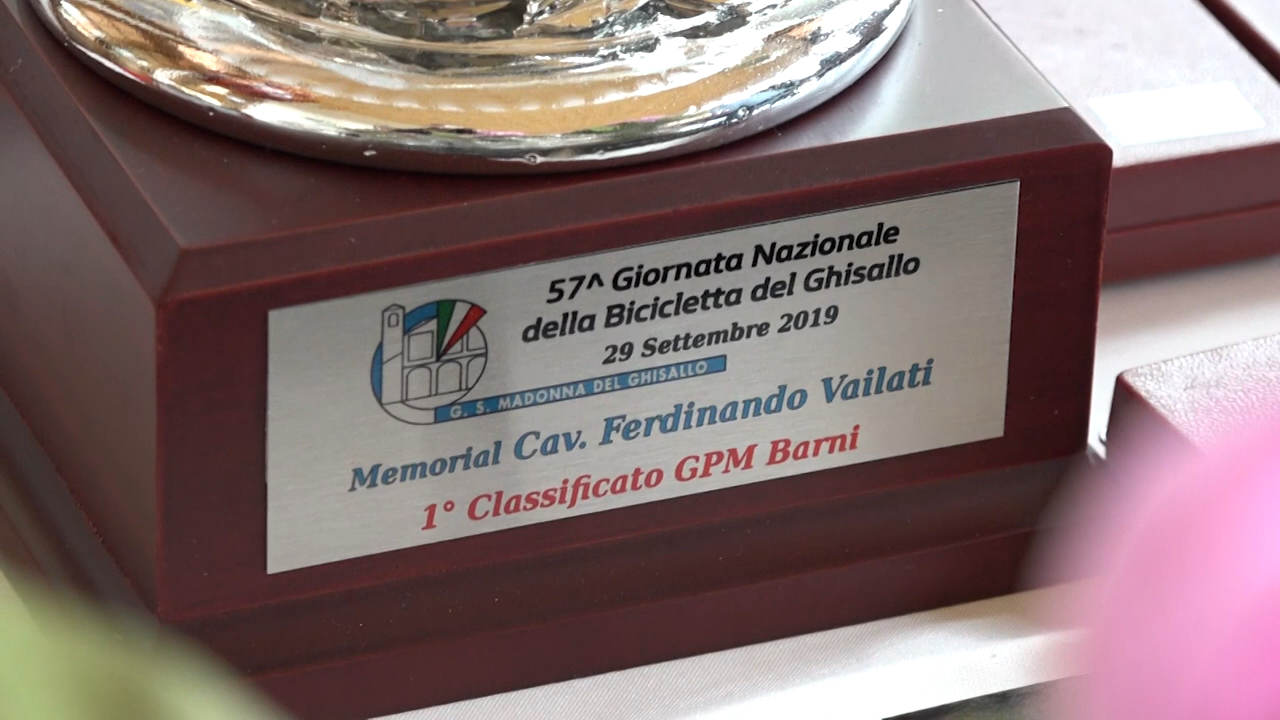 57^ Giornata Nazionale
della Bicicletta del Ghisallo
29 Settembre 2019
G. S. MADONNA DEL GHISALLO
Memorial Cav. Ferdinando Vailati
1° Classificato GPM Barni